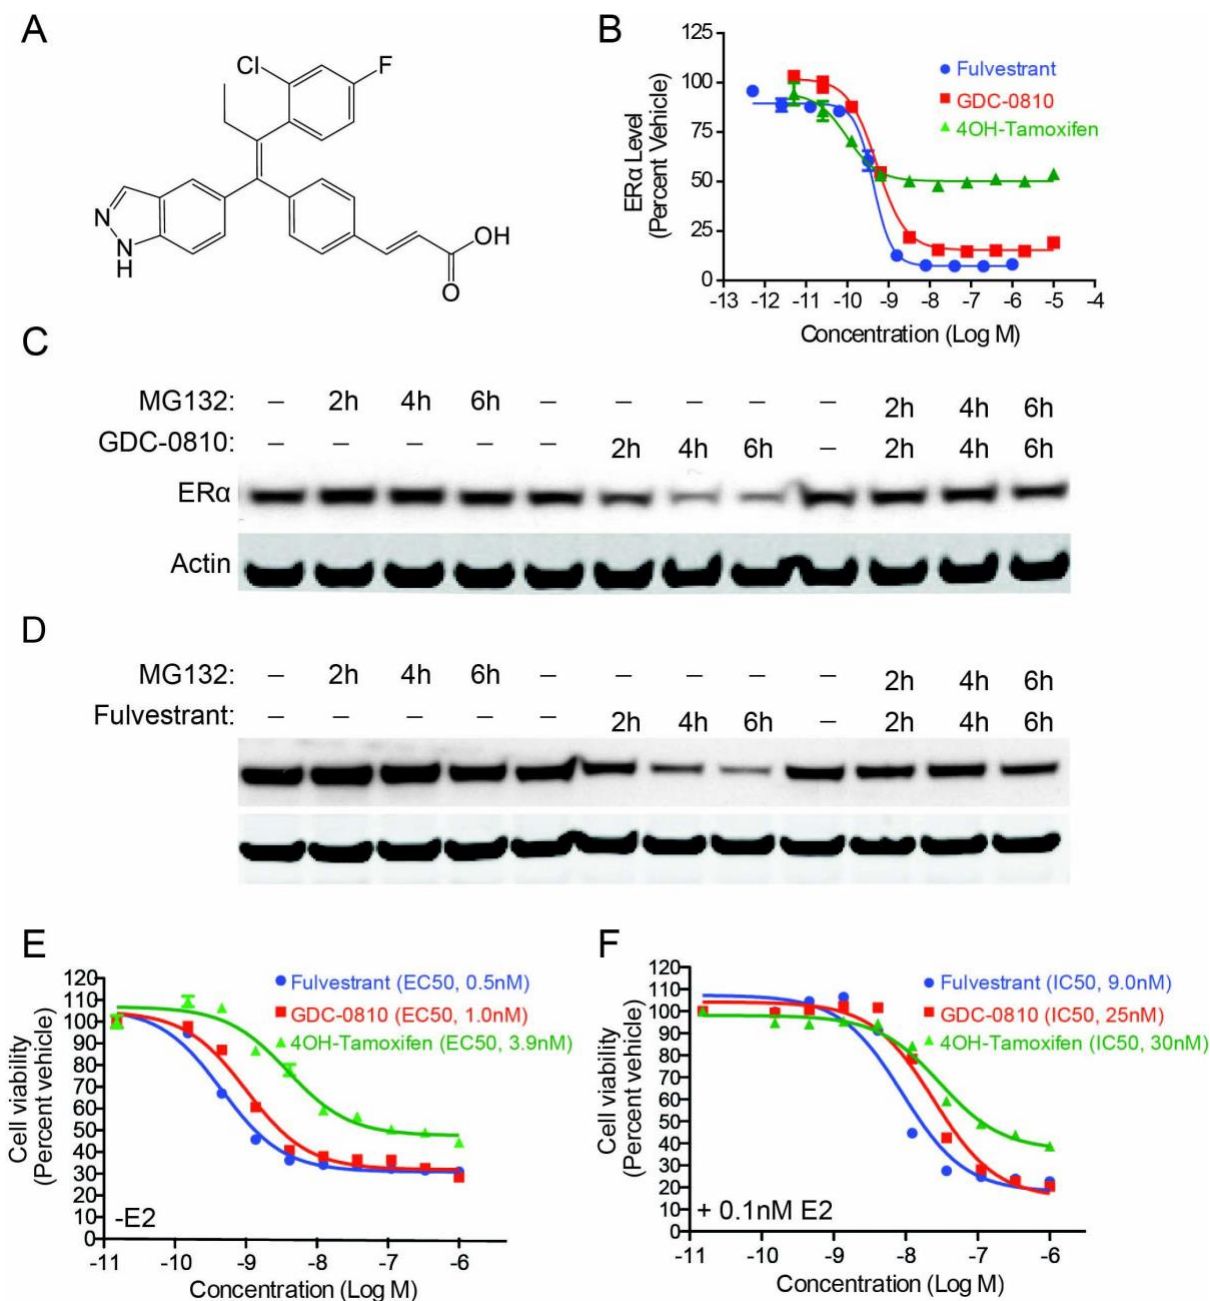 A
Cl
F
N
N
H
OH
O
B
125
100
75
50
25
0
ERα Level
(Percent Vehicle)
Fulvestrant
GDC-0810
4OH-Tamoxifen
-13 -12 -11 -10 -9 -8 -7 -6 -5 -4
Concentration (Log M)
C
MG132: – 2h 4h 6h – – – – – 2h 4h 6h
GDC-0810: – – – – – 2h 4h 6h – 2h 4h 6h
ERα
Actin
D
MG132: – 2h 4h 6h – – – – – 2h 4h 6h
Fulvestrant: – – – – – 2h 4h 6h – 2h 4h 6h
E
120
110
100
90
80
70
60
50
40
30
20
10
0
Cell viability
(Percent vehicle)
Fulvestrant (EC50, 0.5nM)
GDC-0810 (EC50, 1.0nM)
4OH-Tamoxifen (EC50, 3.9nM)
-E2
-11 -10 -9 -8 -7 -6
Concentration (Log M)
F
120
110
100
90
80
70
60
50
40
30
20
10
0
Cell viability
(Percent vehicle)
Fulvestrant (IC50, 9.0nM)
GDC-0810 (IC50, 25nM)
4OH-Tamoxifen (IC50, 30nM)
+ 0.1nM E2
-11 -10 -9 -8 -7 -6
Concentration (Log M)